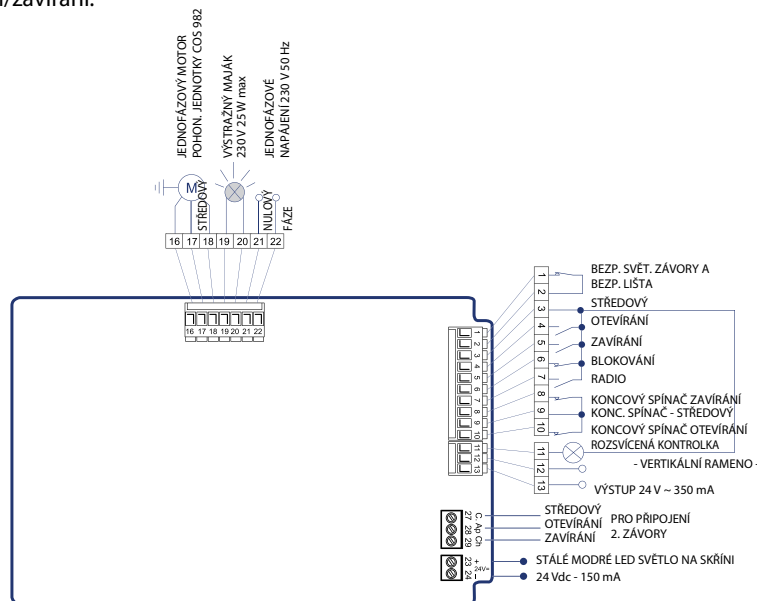 /zavírání.
JEDNOFÁZOVÝ MOTOR
POHON. JEDNOTKY COS 982
VÝSTRAŽNÝ MAJÁK
230 V 25 W max
JEDNOFÁZOVÉ
NAPÁJENÍ 230 V 50 Hz
M
STŘEDOVÝ
NULOVÝ
FÁZE
16 17 18 19 20 21 22
16 17 18 19 20 21 22
1
2
3
4
5
6
7
8
9
10
11
12
13
1 BEZP. SVĚT. ZÁVORY A
2 BEZP. LIŠTA
3 STŘEDOVÝ
4 OTEVÍRÁNÍ
5 ZAVÍRÁNÍ
6 BLOKOVÁNÍ
7 RADIO
8 KONCOVÝ SPÍNAČ ZAVÍRÁNÍ
9 KONC. SPÍNAČ - STŘEDOVÝ
10 KONCOVÝ SPÍNAČ OTEVÍRÁNÍ
11 ROZSVÍCENÁ KONTROLKA
12 - VERTIKÁLNÍ RAMENO -
13 VÝSTUP 24 V ~ 350 mA
27 C. STŘEDOVÝ
28 Ap OTEVÍRÁNÍ
29 Ch ZAVÍRÁNÍ
PRO PŘIPOJENÍ
2. ZÁVORY
23 + STÁLÉ MODRÉ LED SVĚTLO NA SKŘÍNI
24V=
24 - 24 Vdc - 150 mA